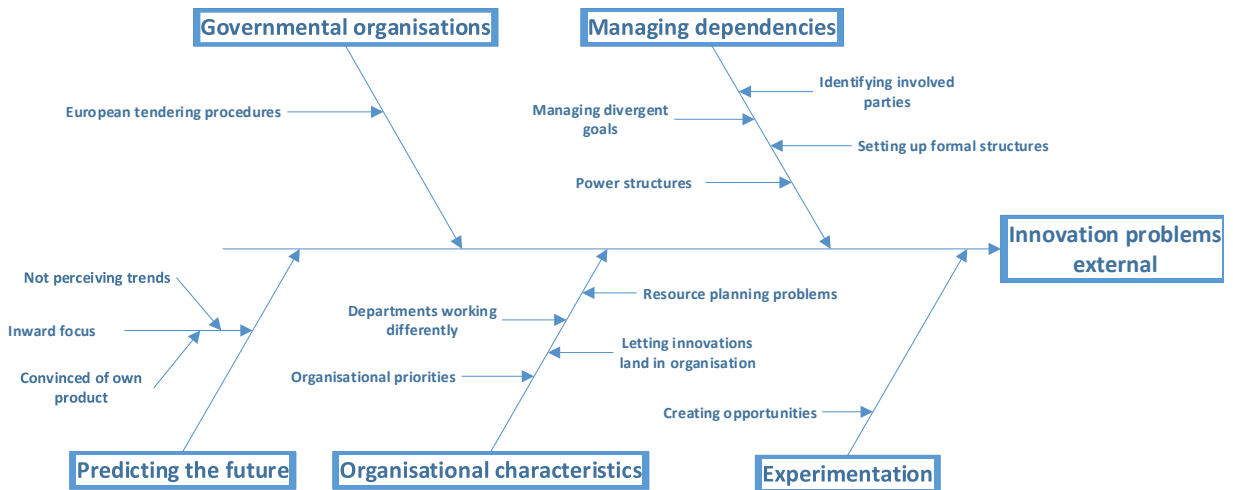 Governmental organisations
Managing dependencies
Identifying involved
parties
European tendering procedures
Managing divergent
goals
Setting up formal structures
Power structures
Innovation problems
external
Not perceiving trends
Resource planning problems
Departments working
differently
Inward focus
Letting innovations
land in organisation
Convinced of own
product
Organisational priorities
Creating opportunities
Predicting the future
Organisational characteristics
Experimentation